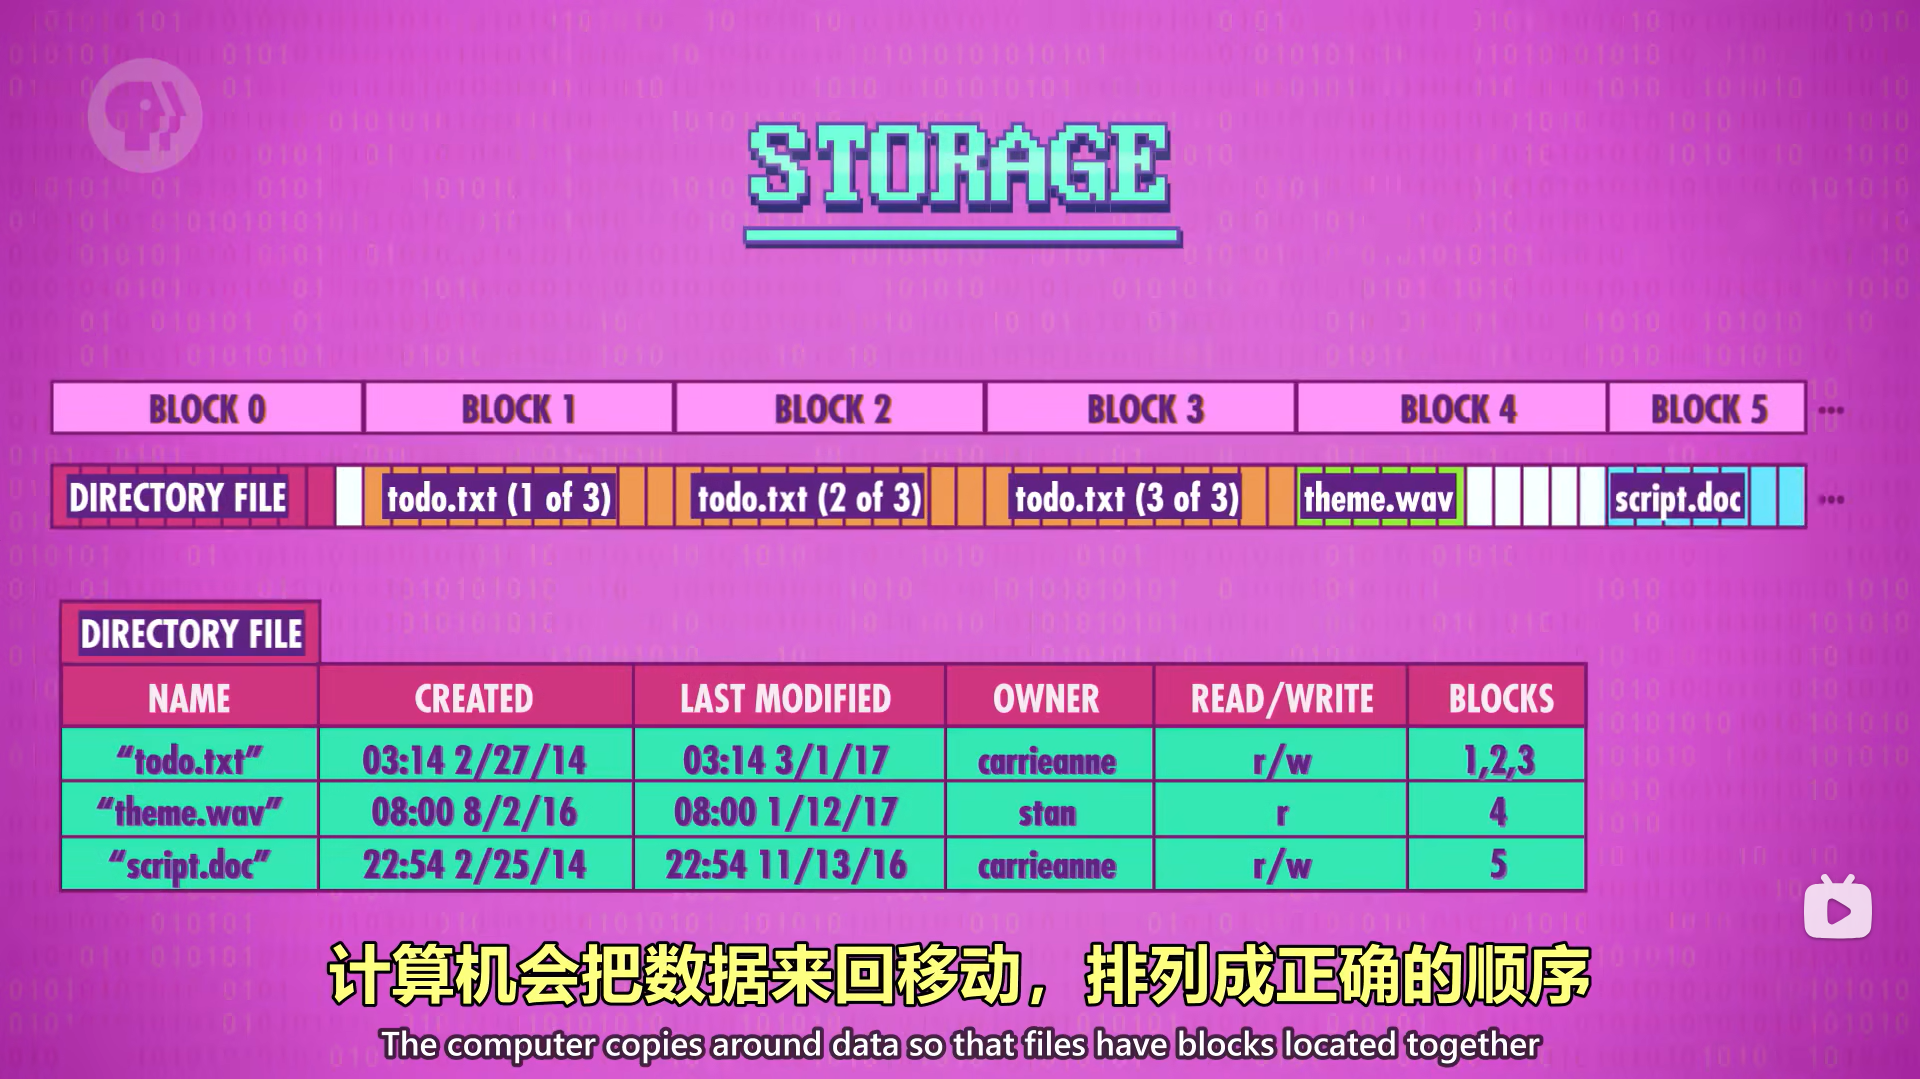 STORAGE
BLOCK 0 BLOCK 1 BLOCK 2 BLOCK 3 BLOCK 4 BLOCK 5 ...
DIRECTORY FILE todo.txt (1 of 3) todo.txt (2 of 3) todo.txt (3 of 3) theme.wav script.doc ...
DIRECTORY FILE
NAME CREATED LAST MODIFIED OWNER READ/WRITE BLOCKS
“todo.txt” 03:14 2/27/14 03:14 3/1/17 carrieanne r/w 1,2,3
“theme.wav” 08:00 8/2/16 08:00 1/12/17 stan r 4
“script.doc” 22:54 2/25/14 22:54 11/13/16 carrieanne r/w 5
计算机会把数据来回移动，排列成正确的顺序
The computer copies around data so that files have blocks located together